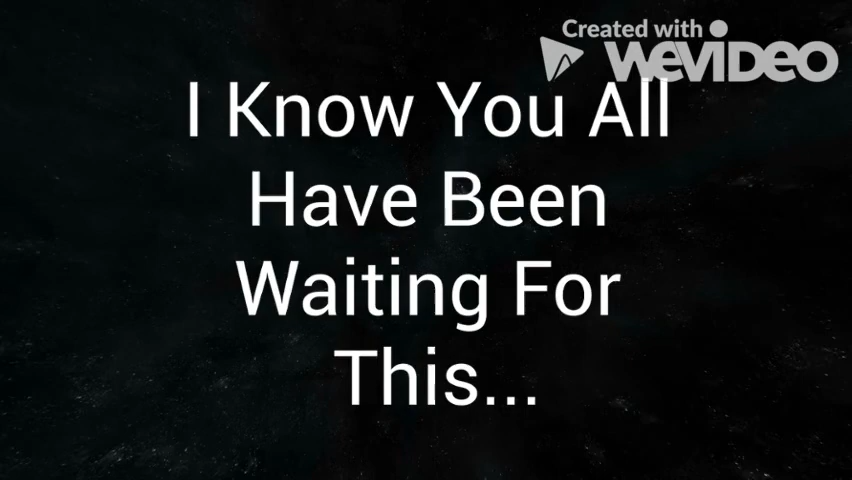 Created with
WEVIDEO
I Know You All
Have Been
Waiting For
This...